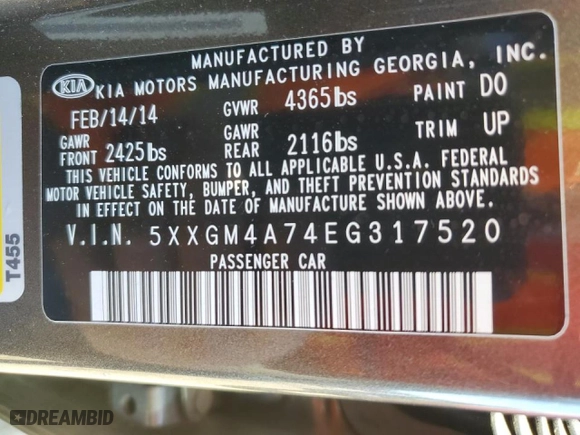 MANUFACTURED BY
KIA KIA MOTORS MANUFACTURING GEORGIA, INC.
FEB/14/14 GVWR 4365lbs PAINT DO
GAWR FRONT 2425lbs GAWR REAR 2116lbs TRIM UP
THIS VEHICLE CONFORMS TO ALL APPLICABLE U.S.A. FEDERAL
MOTOR VEHICLE SAFETY, BUMPER, AND THEFT PREVENTION STANDARDS
IN EFFECT ON THE DATE OF MANUFACTURE SHOWN ABOVE.
V.I.N. 5XXGM4A74EG317520
PASSENGER CAR
T455
DREAMBID